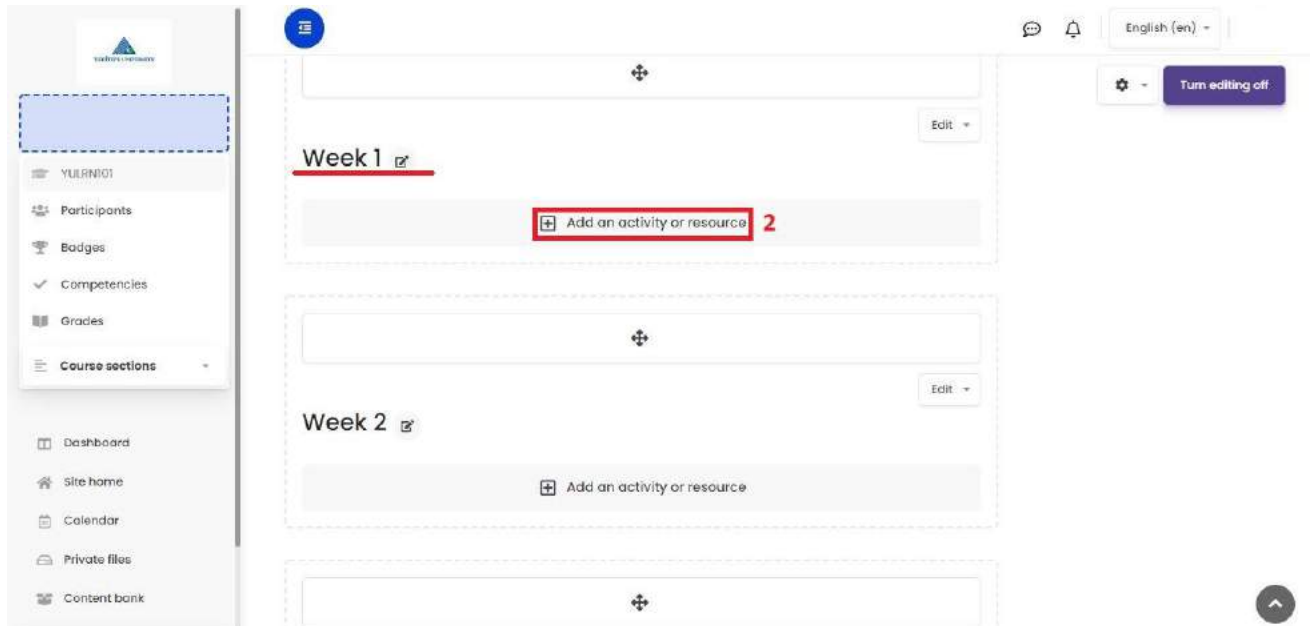 English (en)
Turn editing off
Edit
Week 1
Add an activity or resource 2
YULRN101
Participants
Badges
Competencies
Grades
Course sections
Edit
Week 2
Add an activity or resource
Dashboard
Site home
Calendar
Private files
Content bank